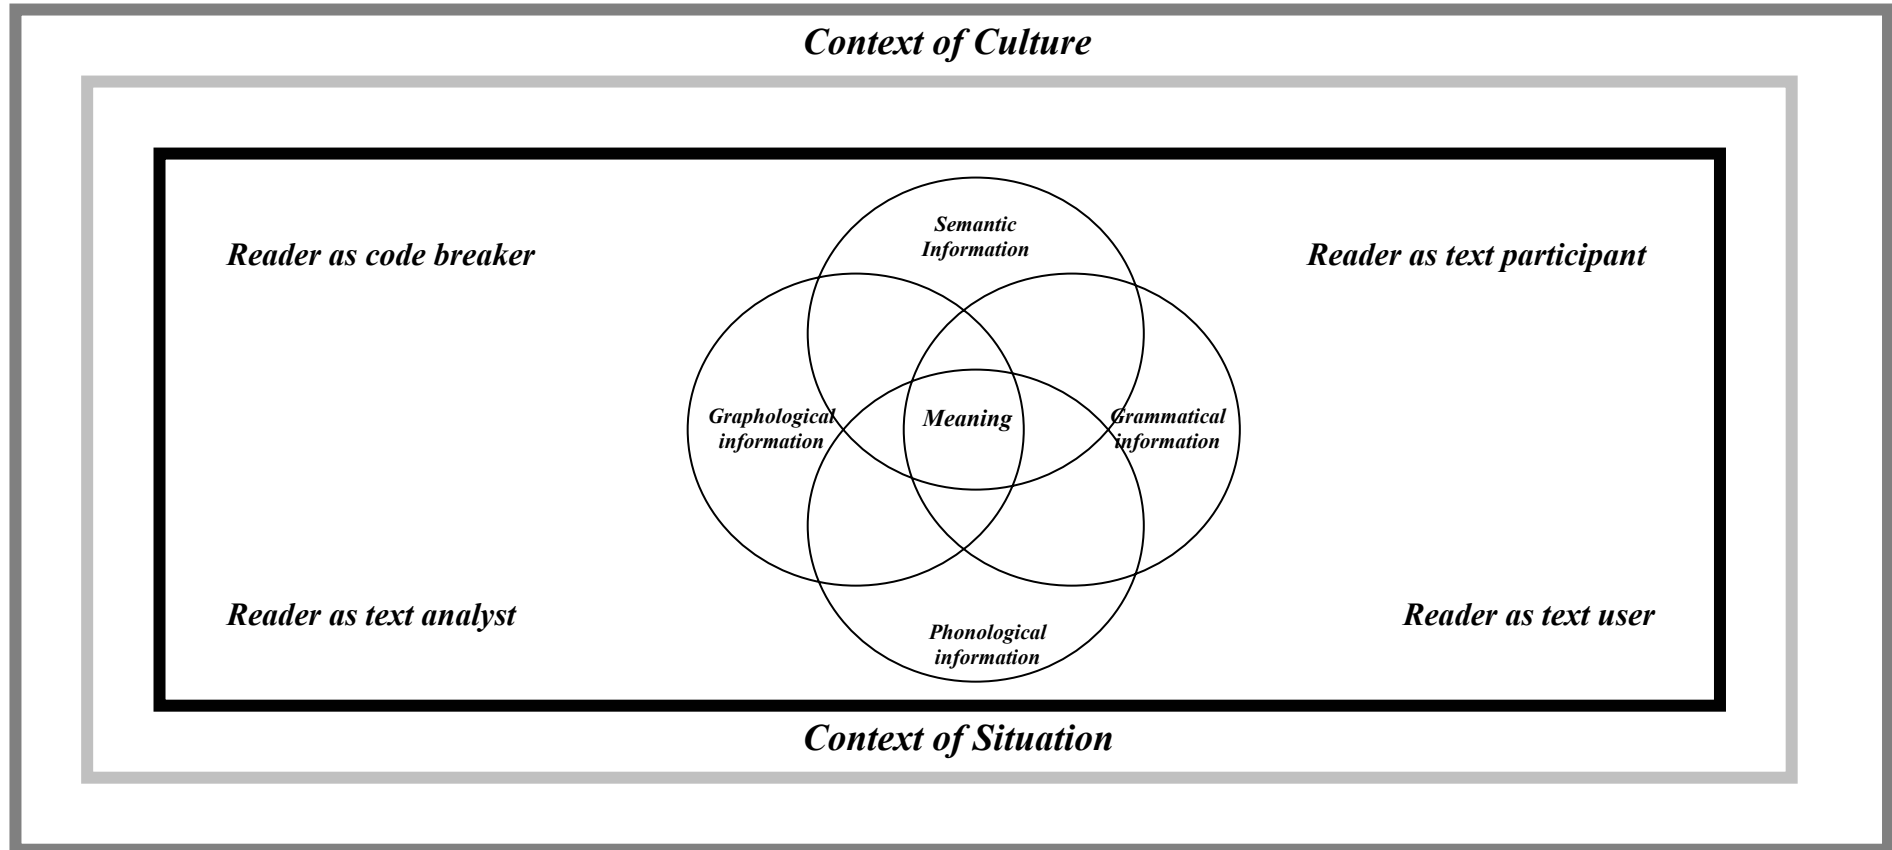 Context of Culture
Semantic
Information
Reader as code breaker
Reader as text participant
Graphological
information
Meaning
Grammatical
information
Reader as text analyst
Reader as text user
Phonological
information
Context of Situation